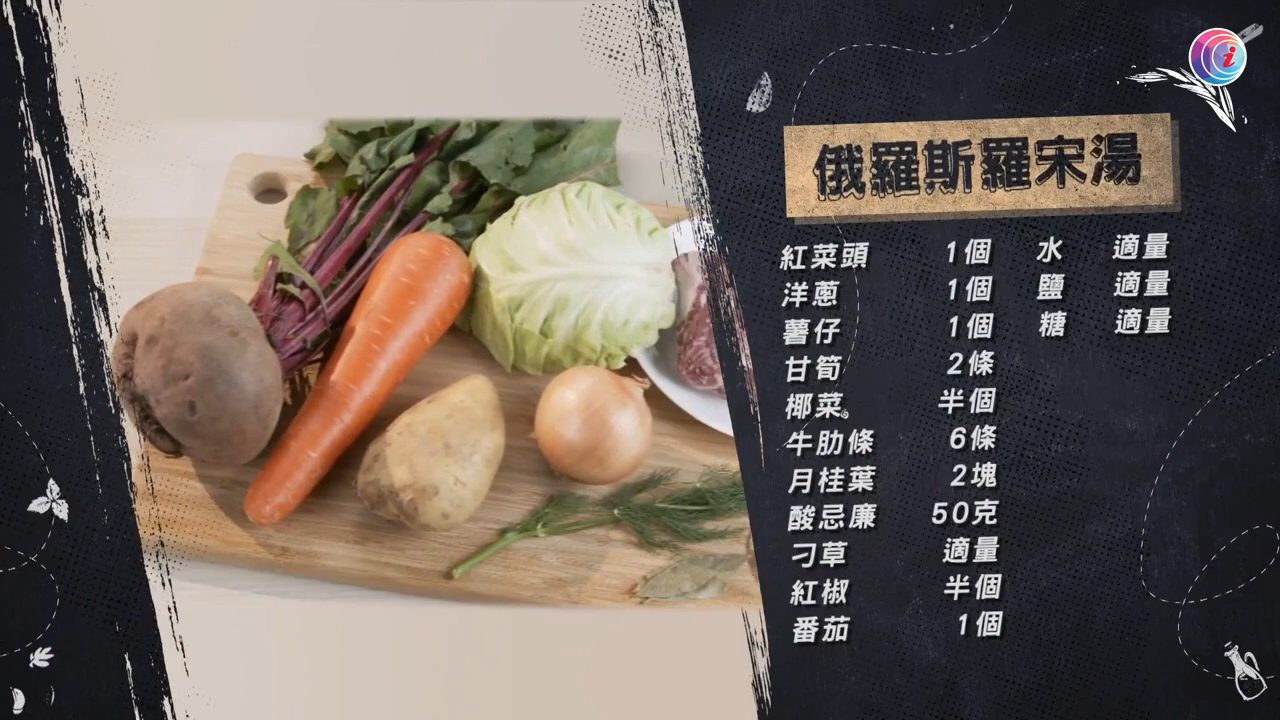 俄羅斯羅宋湯
紅菜頭 1個
洋蔥 1個
薯仔 1個
甘筍 2條
椰菜 半個
牛肋條 6條
月桂葉 2塊
酸忌廉 50克
刁草 適量
紅椒 半個
番茄 1個
水 適量
鹽 適量
糖 適量
i